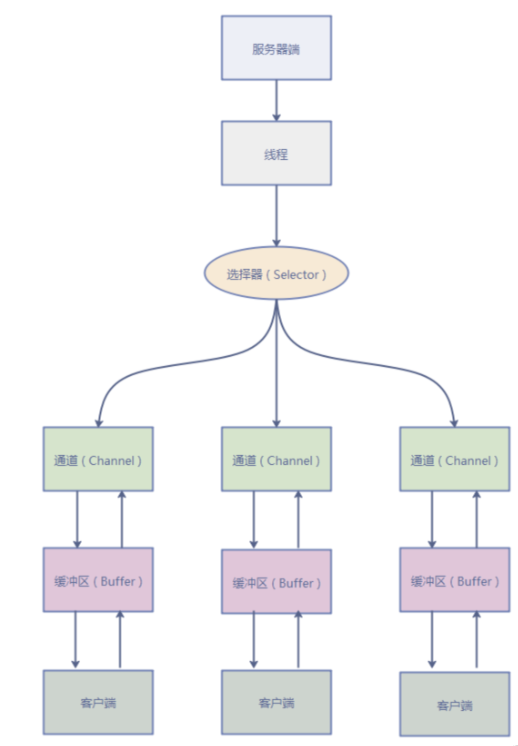 服务器端
线程
选择器 ( Selector )
通道 ( Channel )
通道 ( Channel )
通道 ( Channel )
缓冲区 ( Buffer )
缓冲区 ( Buffer )
缓冲区 ( Buffer )
客户端
客户端
客户端